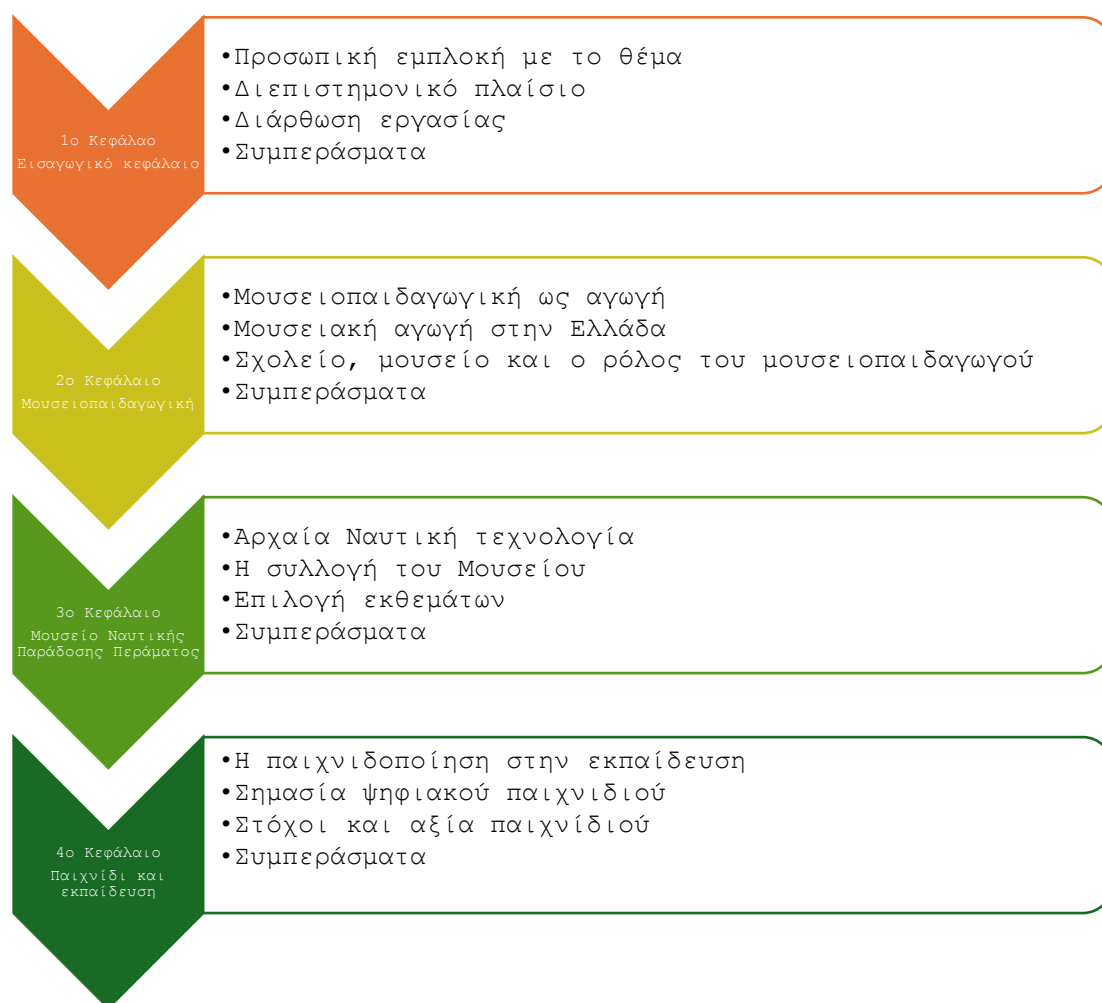 1ο Κεφάλαο
Εισαγωγικό κεφάλαιο
•Προσωπική εμπλοκή με το θέμα
•Διεπιστημονικό πλαίσιο
•Διάρθωση εργασίας
•Συμπεράσματα
2ο Κεφάλαιο
Μουσειοπαιδαγωγική
•Μουσειοπαιδαγωγική ως αγωγή
•Μουσειακή αγωγή στην Ελλάδα
•Σχολείο, μουσείο και ο ρόλος του μουσειοπαιδαγωγού
•Συμπεράσματα
3ο Κεφάλαιο
Μουσείο Ναυτικής
Παράδοσης Περάματος
•Αρχαία Ναυτική τεχνολογία
•Η συλλογή του Μουσείου
•Επιλογή εκθεμάτων
•Συμπεράσματα
4ο Κεφάλαιο
Παιχνίδι και
εκπαίδευση
•Η παιχνιδοποίηση στην εκπαίδευση
•Σημασία ψηφιακού παιχνιδιού
•Στόχοι και αξία παιχνίδιού
•Συμπεράσματα